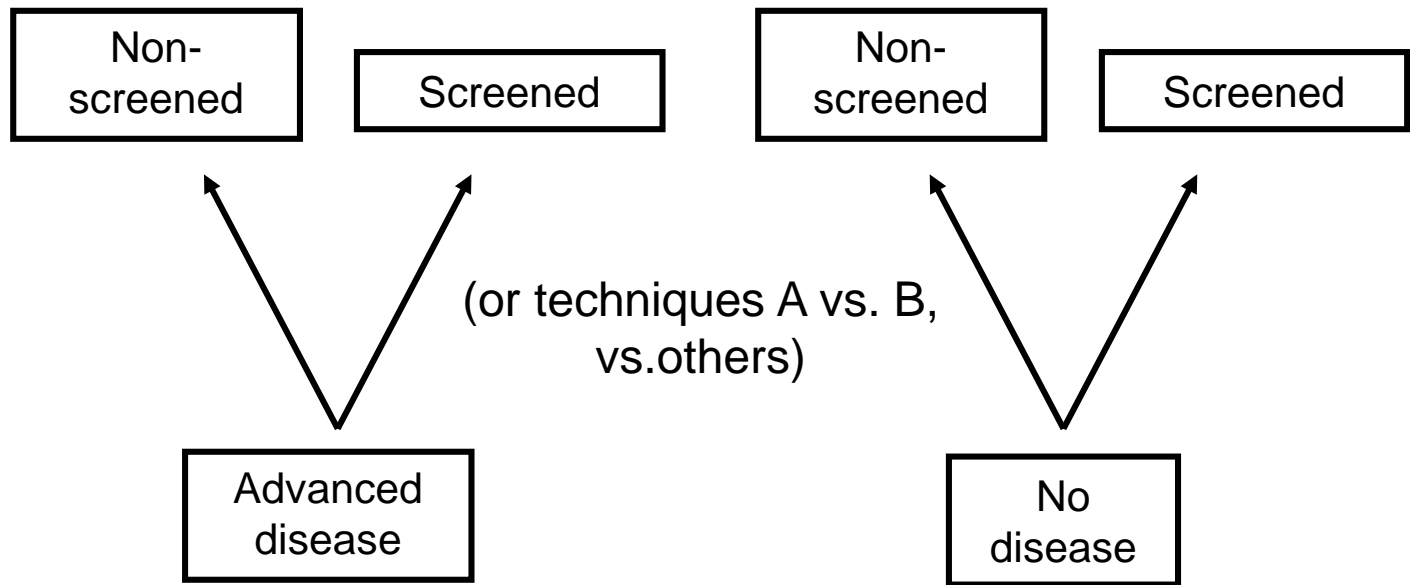 Non-
screened
Screened
Non-
screened
Screened
(or techniques A vs. B,
vs.others)
Advanced
disease
No
disease